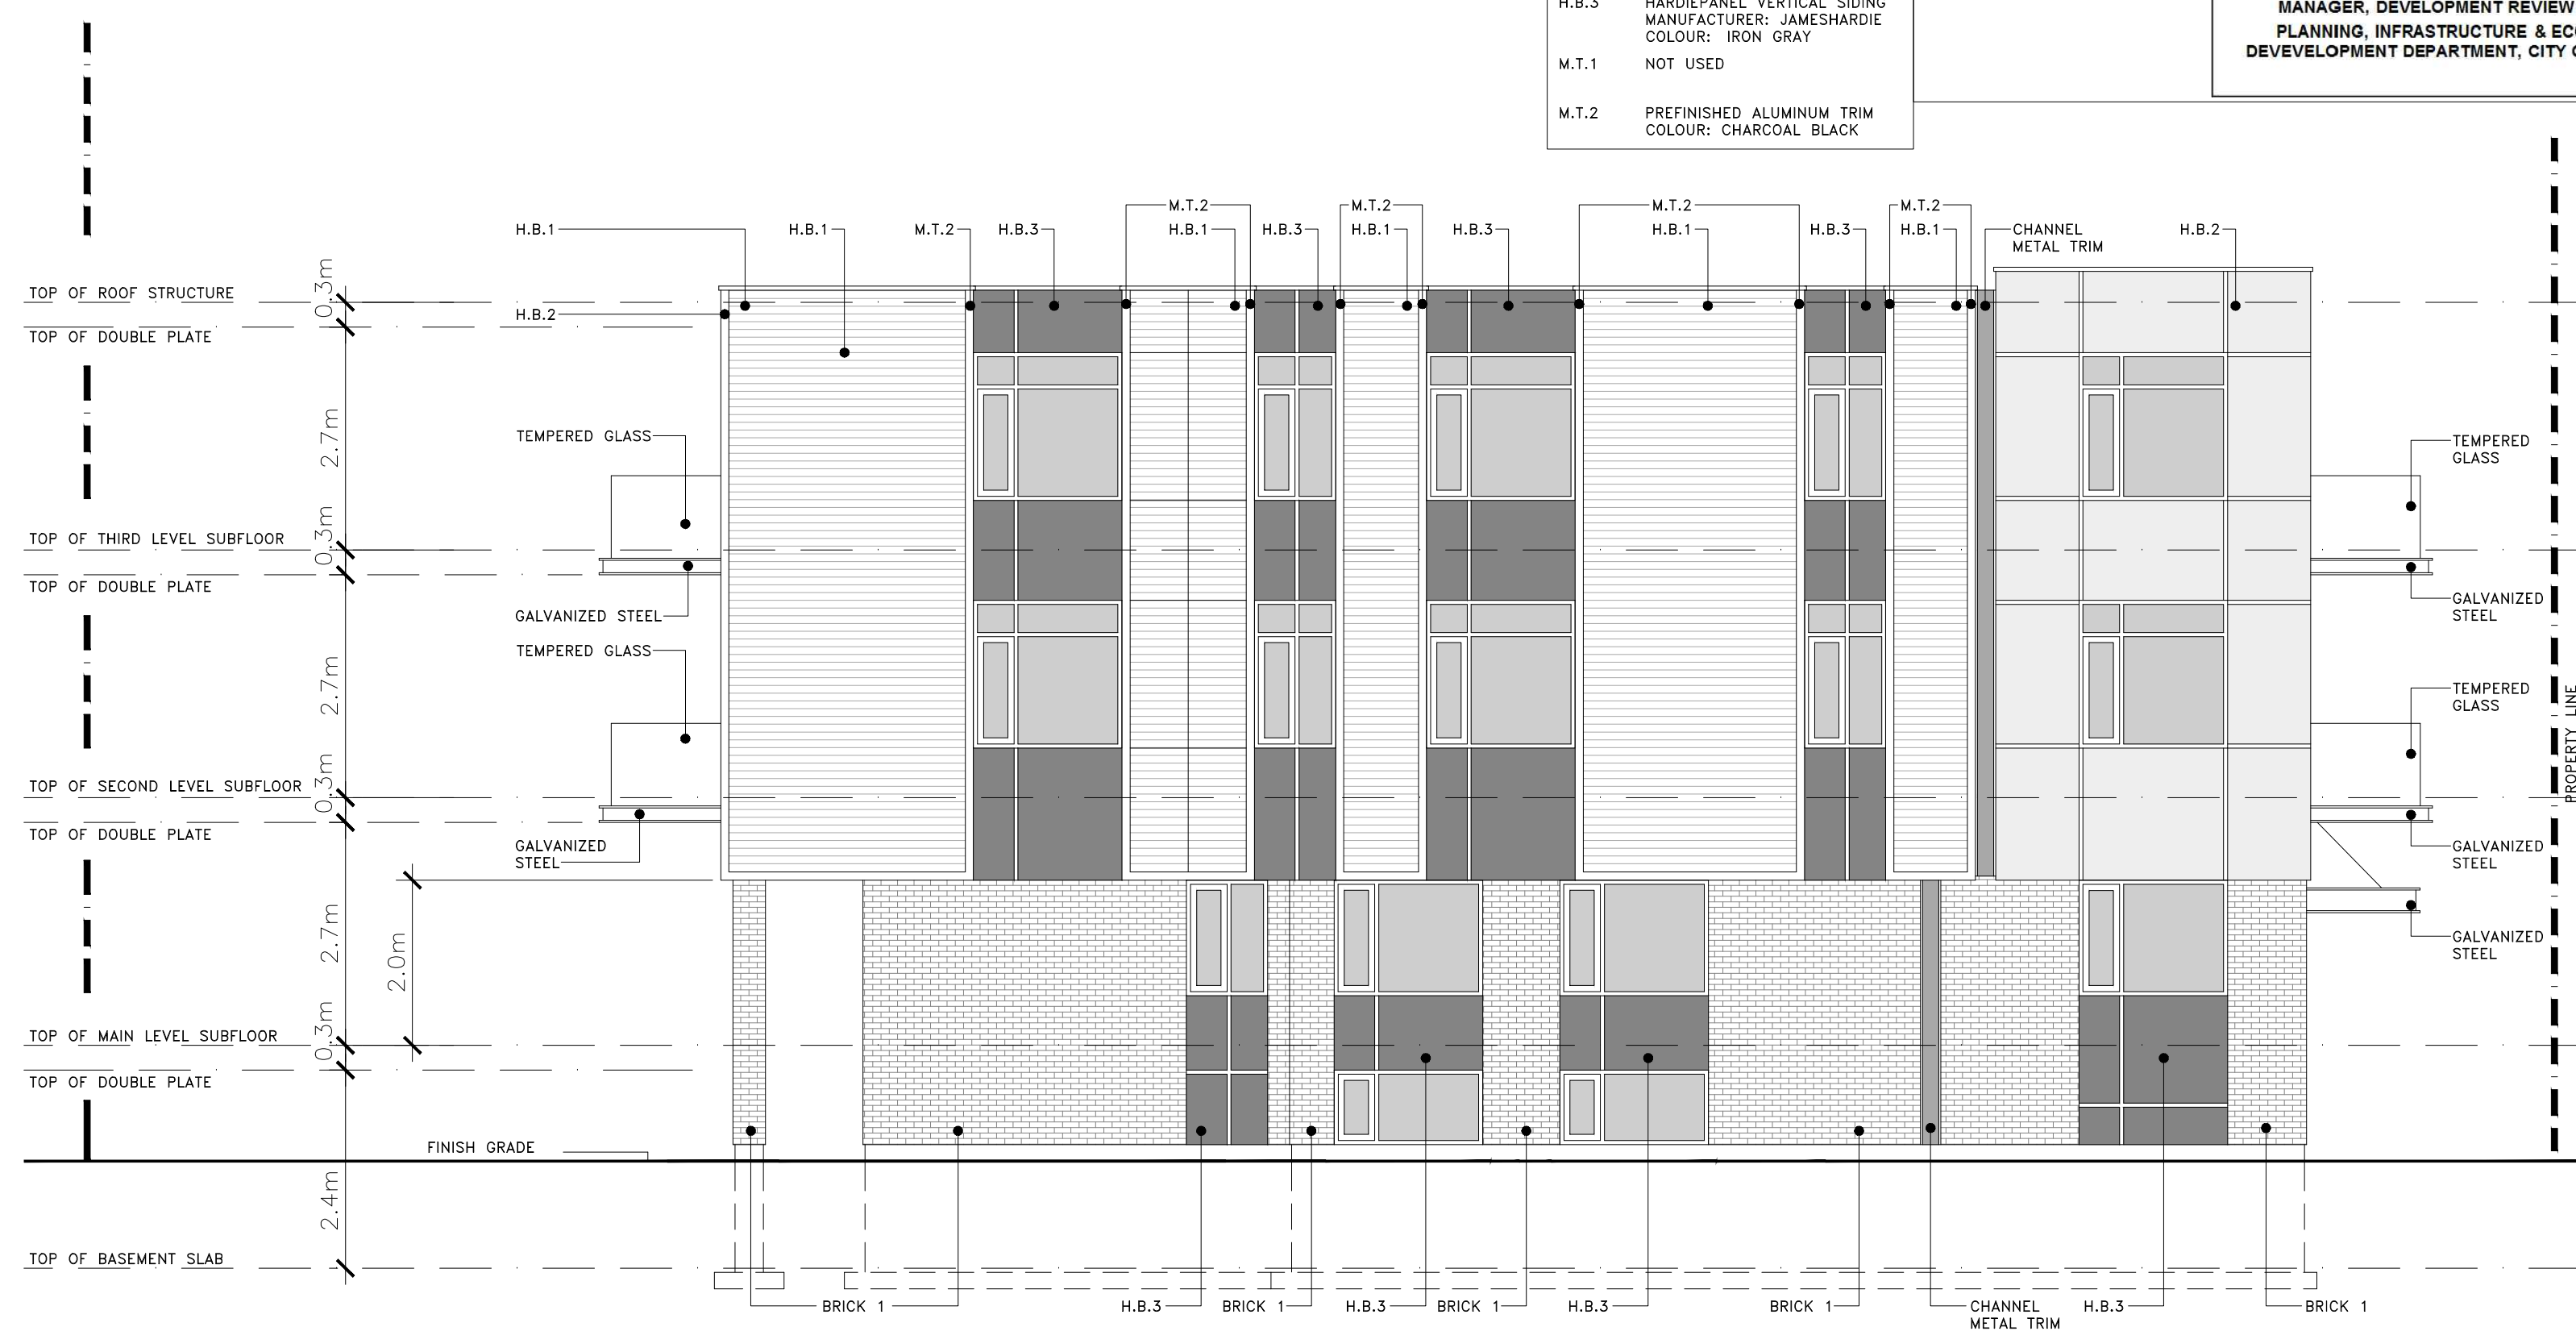 H.B.3 HARDIEPANEL VERTICAL SIDING
MANUFACTURER: JAMESHARDIE
COLOUR: IRON GRAY
M.T.1 NOT USED
M.T.2 PREFINISHED ALUMINUM TRIM
COLOUR: CHARCOAL BLACK
MANAGER, DEVELOPMENT REVIEW
PLANNING, INFRASTRUCTURE &
DEVEVELOPMENT DEPARTMENT, CITY
M.T.2 M.T.2 M.T.2 M.T.2
H.B.1 H.B.1 M.T.2 H.B.3 H.B.1 H.B.3 H.B.1 H.B.3 H.B.1 H.B.3 H.B.1 CHANNEL H.B.2
METAL TRIM
0.3m
TOP OF ROOF STRUCTURE
H.B.2
TOP OF DOUBLE PLATE
2.7m
TEMPERED GLASS
TEMPERED
GLASS
0.3m
TOP OF THIRD LEVEL SUBFLOOR
TOP OF DOUBLE PLATE
GALVANIZED STEEL
GALVANIZED
STEEL
TEMPERED GLASS
2.7m
TEMPERED
GLASS
PROPERTY LINE
0.3m
TOP OF SECOND LEVEL SUBFLOOR
TOP OF DOUBLE PLATE
GALVANIZED
STEEL
GALVANIZED
STEEL
2.7m
2.0m
GALVANIZED
STEEL
0.3m
TOP OF MAIN LEVEL SUBFLOOR
TOP OF DOUBLE PLATE
FINISH GRADE
2.4m
TOP OF BASEMENT SLAB
BRICK 1 H.B.3 BRICK 1 H.B.3 BRICK 1 H.B.3 BRICK 1 CHANNEL H.B.3 BRICK 1
METAL TRIM